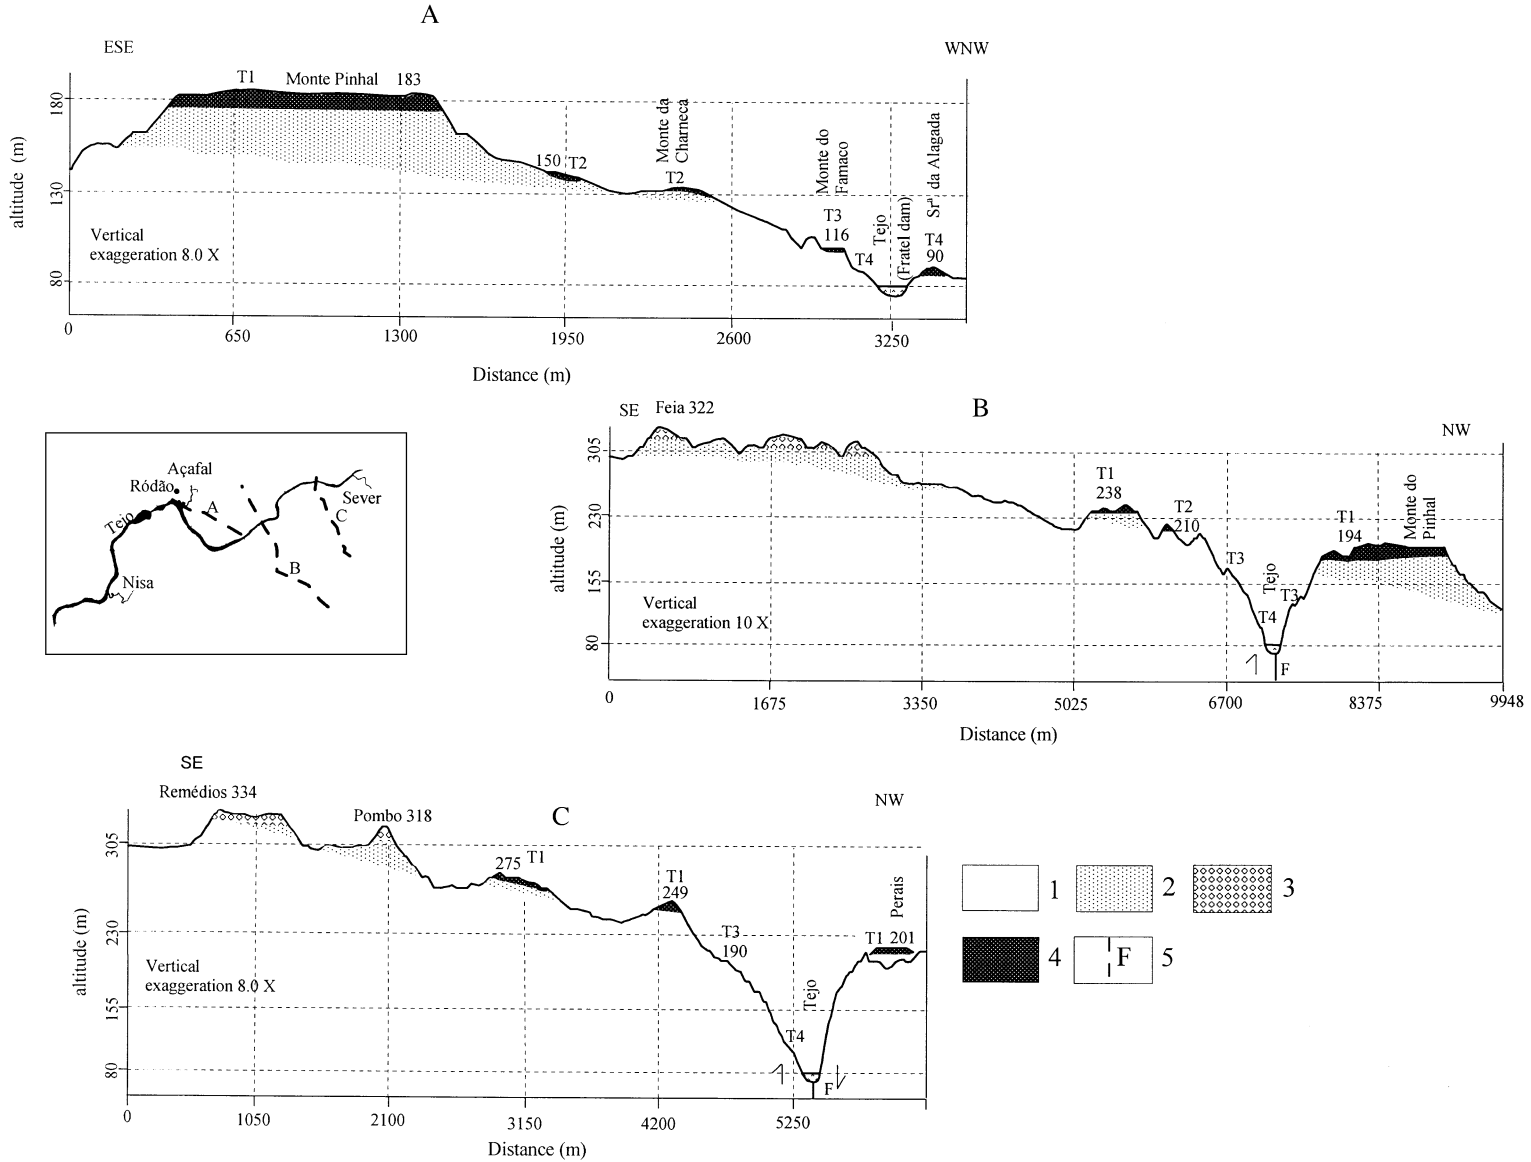 A
ESE
WNW
T1 Monte Pinhal 183
180
130
80
altitude (m)
150 T2
Monte da
Charneca
T2
Monte do
Famaco
T3
116
T4
Tejo
(Fratel dam)
Srª da Alagada
T4
90
Vertical
exaggeration 8.0 X
0 650 1300 1950 2600 3250
Distance (m)
Açafal
Ródão
Tejo
A
Sever
C
B
Nisa
B
SE Feia 322
NW
305
230
155
80
altitude (m)
T1
238
T2
210
T3
Tejo
T3
T4
T1
194
Monte do
Pinhal
Vertical
exaggeration 10 X
F
0 1675 3350 5025 6700 8375 9948
Distance (m)
C
SE
NW
Remédios 334
Pombo 318
305
230
155
80
altitude (m)
275 T1
T1
249
T3
190
T4
Tejo
Perais
T1 201
Vertical
exaggeration 8.0 X
F
0 1050 2100 3150 4200 5250
Distance (m)
1 2 3
4 F 5